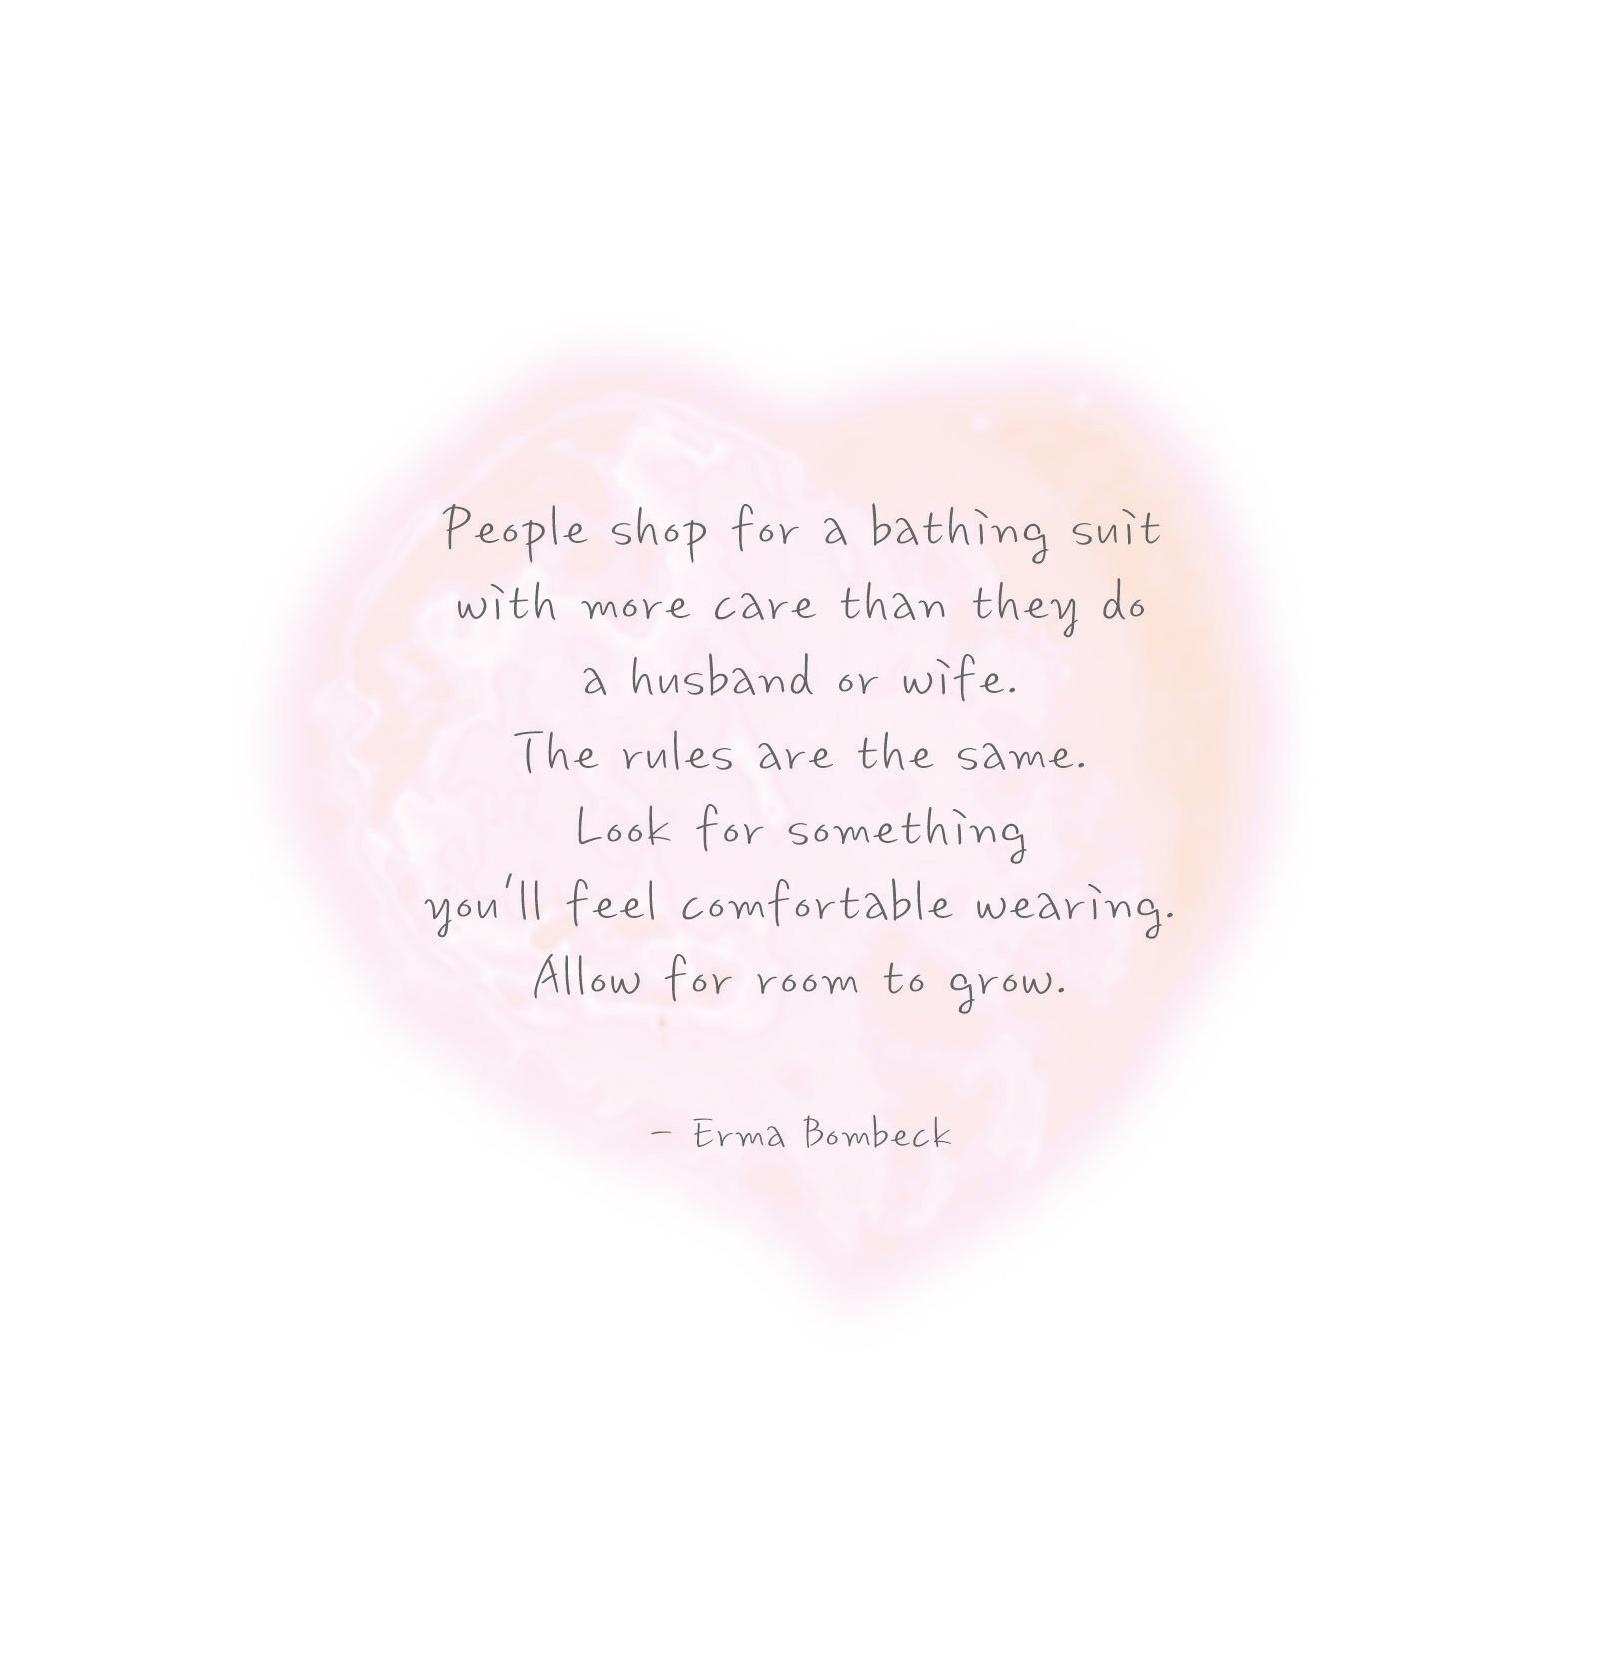 People shop for a bathing suit
with more care than they do
a husband or wife.
The rules are the same.
Look for something
you'll feel comfortable wearing.
Allow for room to grow.
- Erma Bombeck